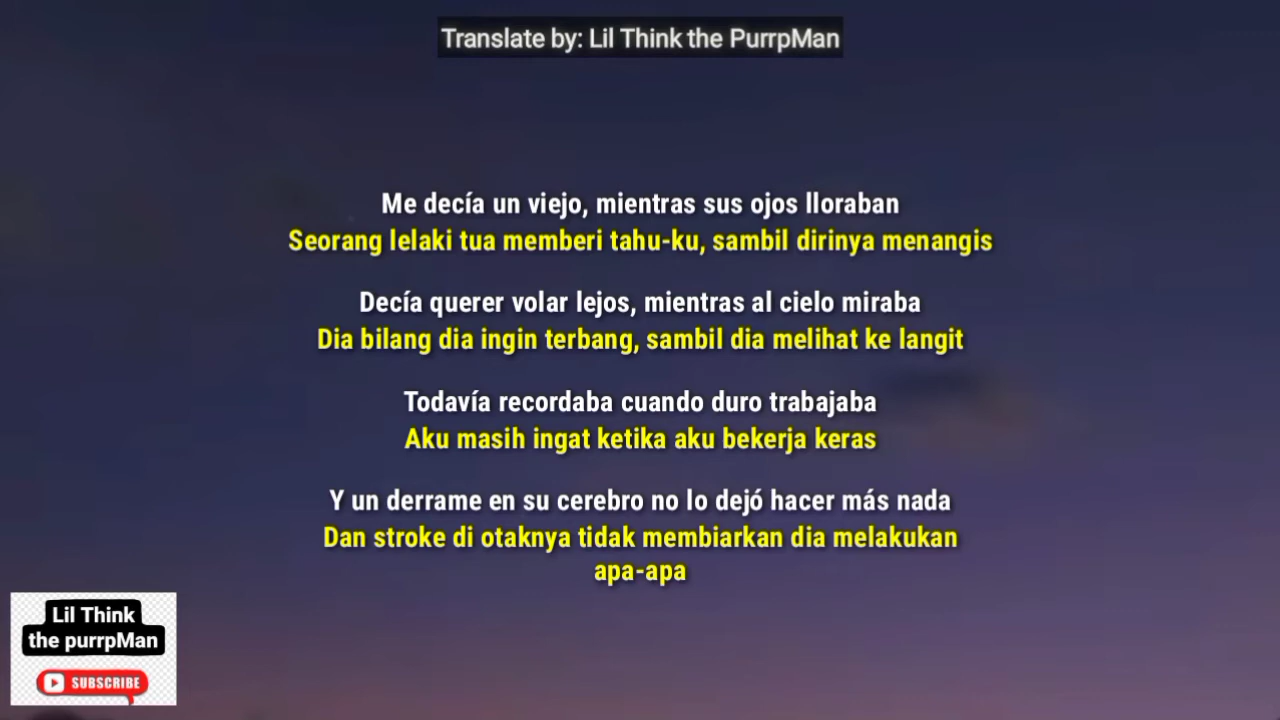 Translate by: Lil Think the PurrpMan
Me decía un viejo, mientras sus ojos lloraban
Seorang lelaki tua memberi tahu-ku, sambil dirinya menangis
Decía querer volar lejos, mientras al cielo miraba
Dia bilang dia ingin terbang, sambil dia melihat ke langit
Todavía recordaba cuando duro trabajaba
Aku masih ingat ketika aku bekerja keras
Y un derrame en su cerebro no lo dejó hacer más nada
Dan stroke di otaknya tidak membiarkan dia melakukan
apa-apa
Lil Think
the purrpMan
SUBSCRIBE